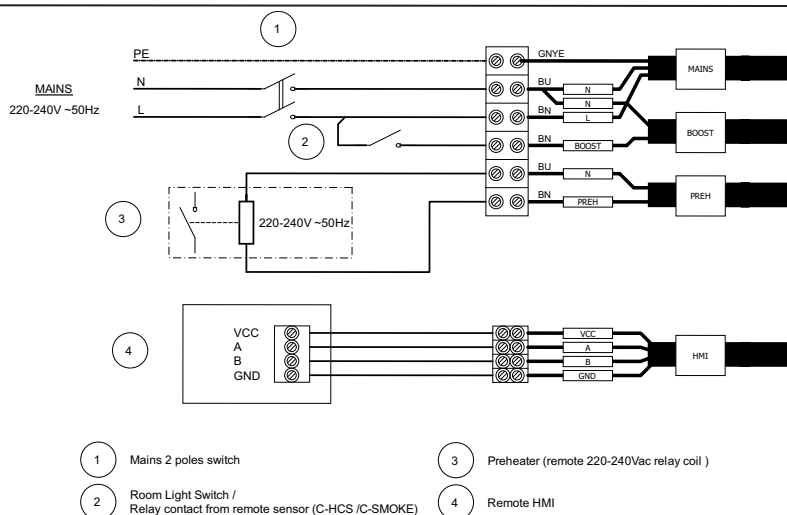 1
PE
GNYE
MAINS
N
BU
N
MAINS
220-240V ~50Hz
L
N
BN
L
2
BN
BOOST
BOOST
BU
N
3
220-240V ~50Hz
BN
PREH
PREH
4
VCC
A
B
GND
VCC
A
B
GND
HMI
1 Mains 2 poles switch
3 Preheater (remote 220-240Vac relay coil )
2 Room Light Switch /
Relay contact from remote sensor (C-HCS /C-SMOKE)
4 Remote HMI